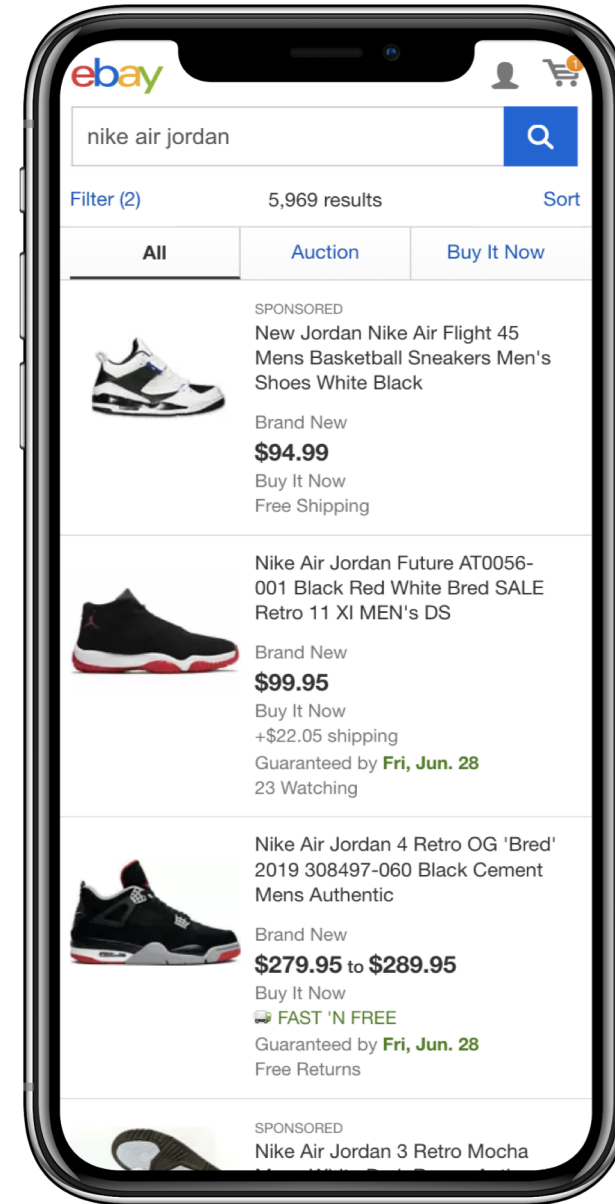 ebay
1
nike air jordan
Filter (2)
5,969 results
Sort
All
Auction
Buy It Now
SPONSORED
New Jordan Nike Air Flight 45
Mens Basketball Sneakers Men's
Shoes White Black
Brand New
$94.99
Buy It Now
Free Shipping
Nike Air Jordan Future AT0056-
001 Black Red White Bred SALE
Retro 11 XI MEN's DS
Brand New
$99.95
Buy It Now
+$22.05 shipping
Guaranteed by Fri, Jun. 28
23 Watching
Nike Air Jordan 4 Retro OG 'Bred'
2019 308497-060 Black Cement
Mens Authentic
Brand New
$279.95 to $289.95
Buy It Now
FAST 'N FREE
Guaranteed by Fri, Jun. 28
Free Returns
SPONSORED
Nike Air Jordan 3 Retro Mocha